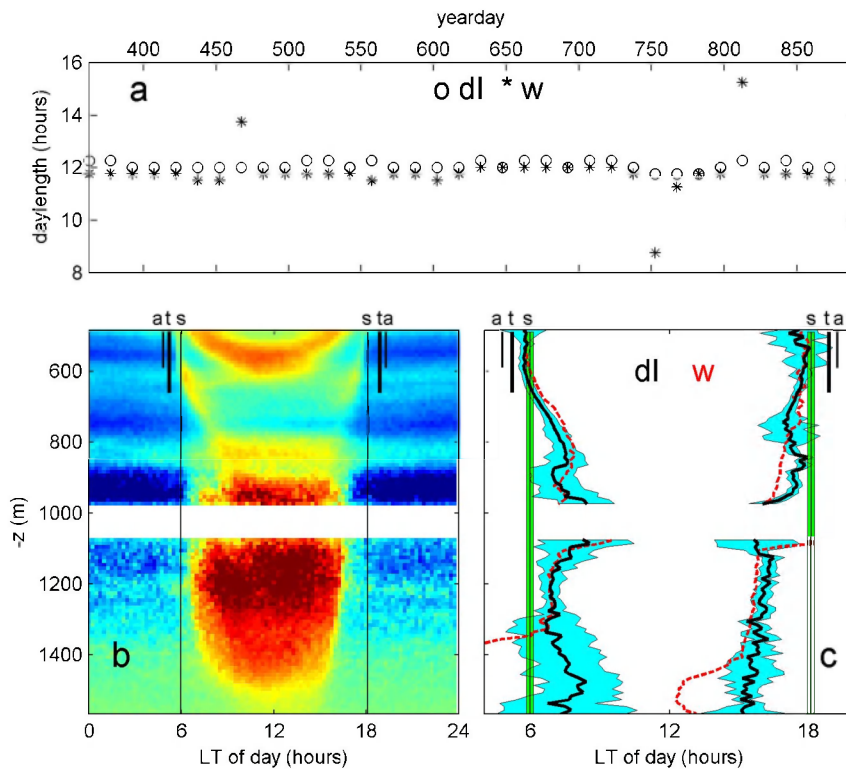 yearday
400 450 500 550 600 650 700 750 800 850
16
14
12
10
8
daylength (hours)
a
o dl * w
a t s
s t a
a t s
s t a
600
800
1000
1200
1400
-z (m)
b
dl w
c
0 6 12 18 24
6 12 18
LT of day (hours)
LT of day (hours)